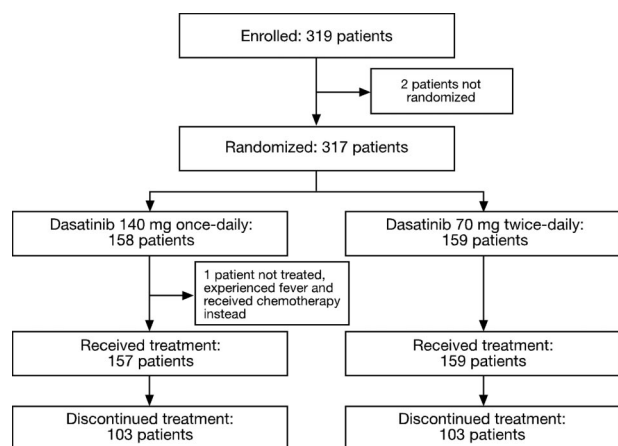 Enrolled: 319 patients
2 patients not
randomized
Randomized: 317 patients
Dasatinib 140 mg once-daily:
158 patients
Dasatinib 70 mg twice-daily:
159 patients
1 patient not treated,
experienced fever and
received chemotherapy
instead
Received treatment:
157 patients
Received treatment:
159 patients
Discontinued treatment:
103 patients
Discontinued treatment:
103 patients